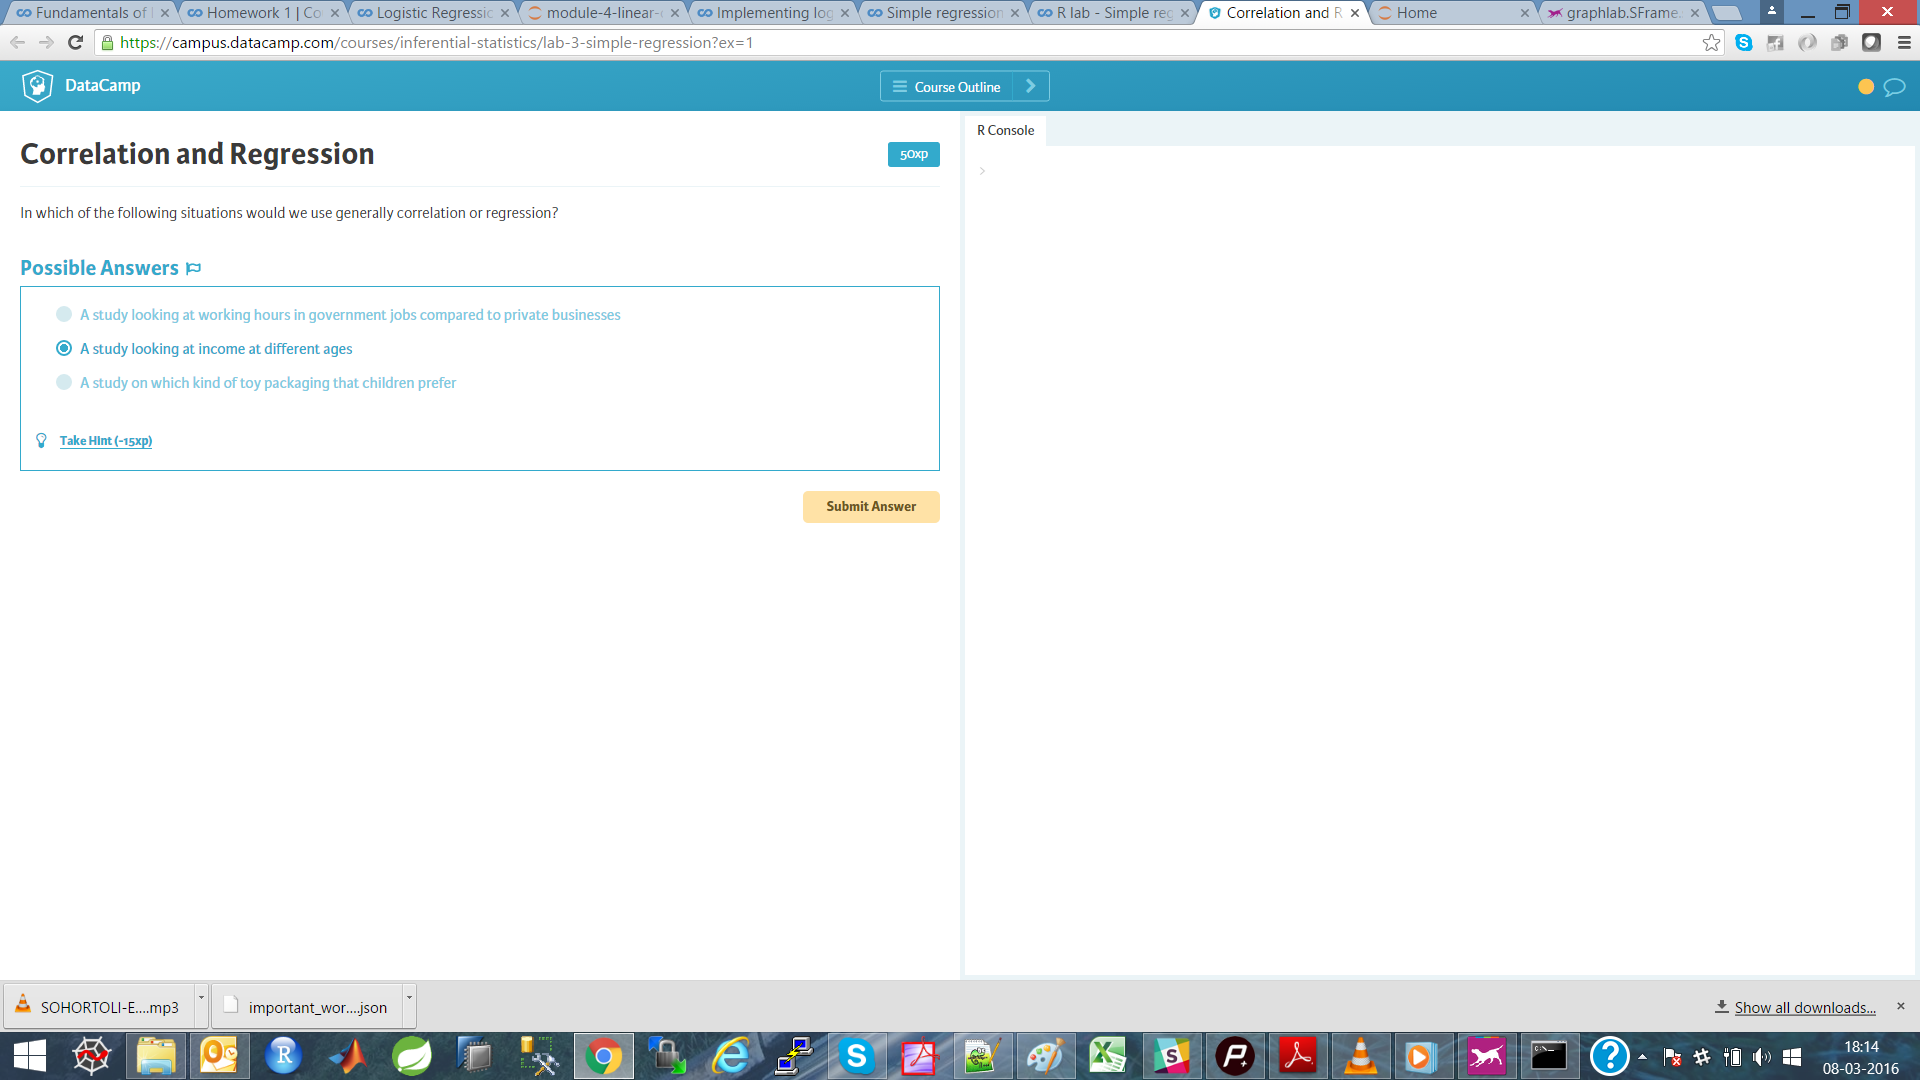 Fundamentals of
Homework 1 | Co
Logistic Regressic
module-4-linear-
Implementing log
Simple regression
R lab - Simple reg
Correlation and R
Home
graphlab.SFrame.
https://campus.datacamp.com/courses/inferential-statistics/lab-3-simple-regression?ex=1
DataCamp
Course Outline
Correlation and Regression
50xp
In which of the following situations would we use generally correlation or regression?
Possible Answers
A study looking at working hours in government jobs compared to private businesses
A study looking at income at different ages
A study on which kind of toy packaging that children prefer
Take Hint (-15xp)
Submit Answer
R Console
>
SOHORTOLI-E....mp3
important_wor....json
Show all downloads...
18:14
08-03-2016